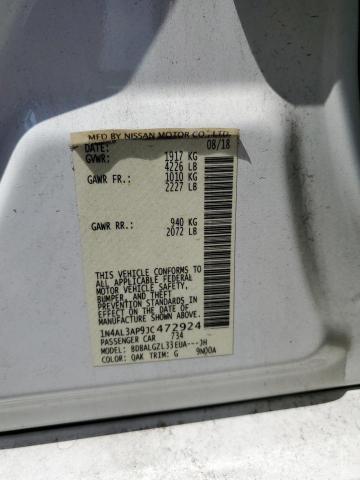 MFD BY NISSAN MOTOR CO., LTD.
DATE: 08/18
GVWR: 1917 KG
4226 LB
GAWR FR.: 1010 KG
2227 LB
GAWR RR.: 940 KG
2072 LB
THIS VEHICLE CONFORMS TO
ALL APPLICABLE FEDERAL
MOTOR VEHICLE SAFETY,
BUMPER, AND THEFT
PREVENTION STANDARDS IN
EFFECT ON THE DATE OF
MANUFACTURE SHOWN ABOVE.
1N4AL3AP9JC472924
PASSENGER CAR 734
MODEL: BDBALGZL33EUA---JH
COLOR: QAK TRIM: G 9N00A